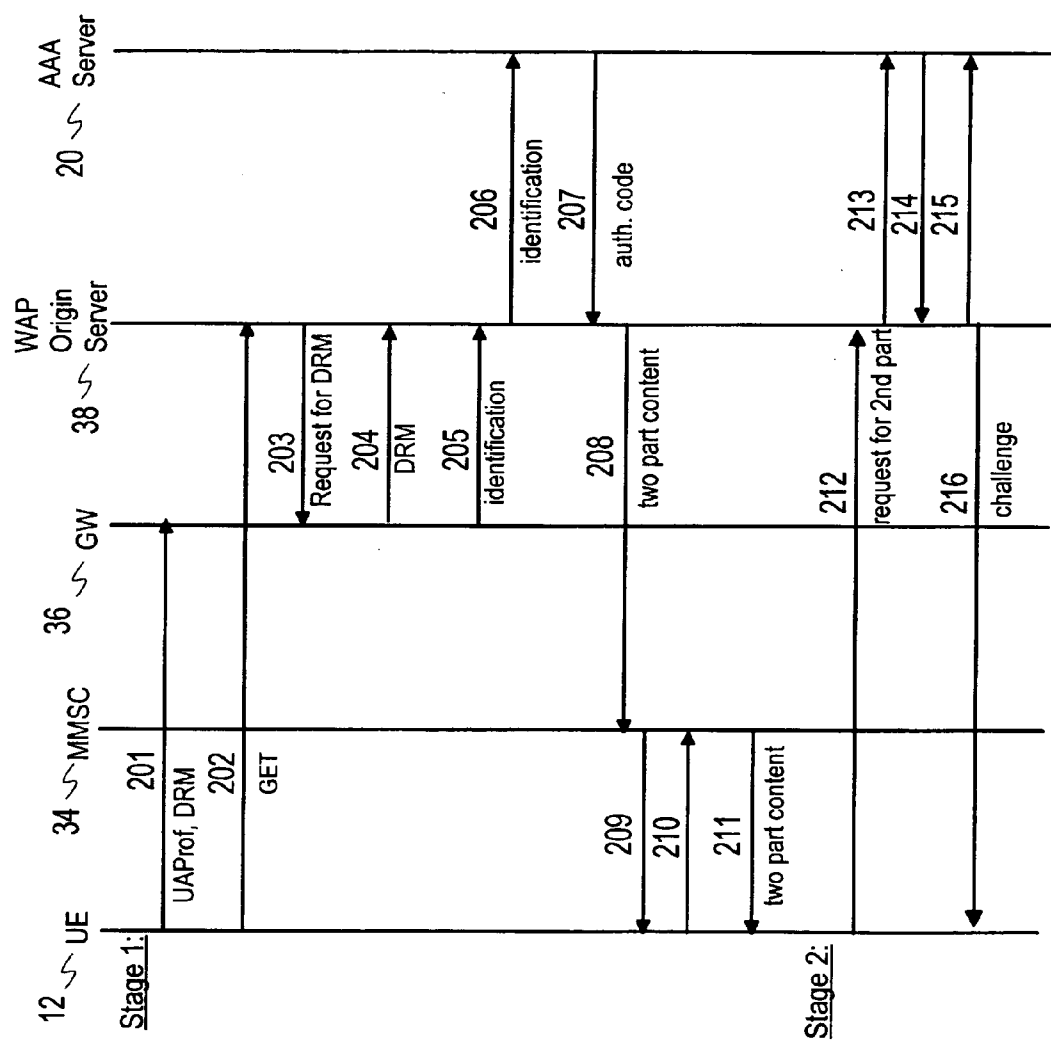 12 UE
34 MMSC
36 GW
38 WAP Origin Server
20 AAA Server
Stage 1:
201
UAProf, DRM
202
GET
203
Request for DRM
204
DRM
205
identification
206
identification
207
auth. code
208
two part content
209
210
211
two part content
Stage 2:
212
request for 2nd part
213
214
215
216
challenge